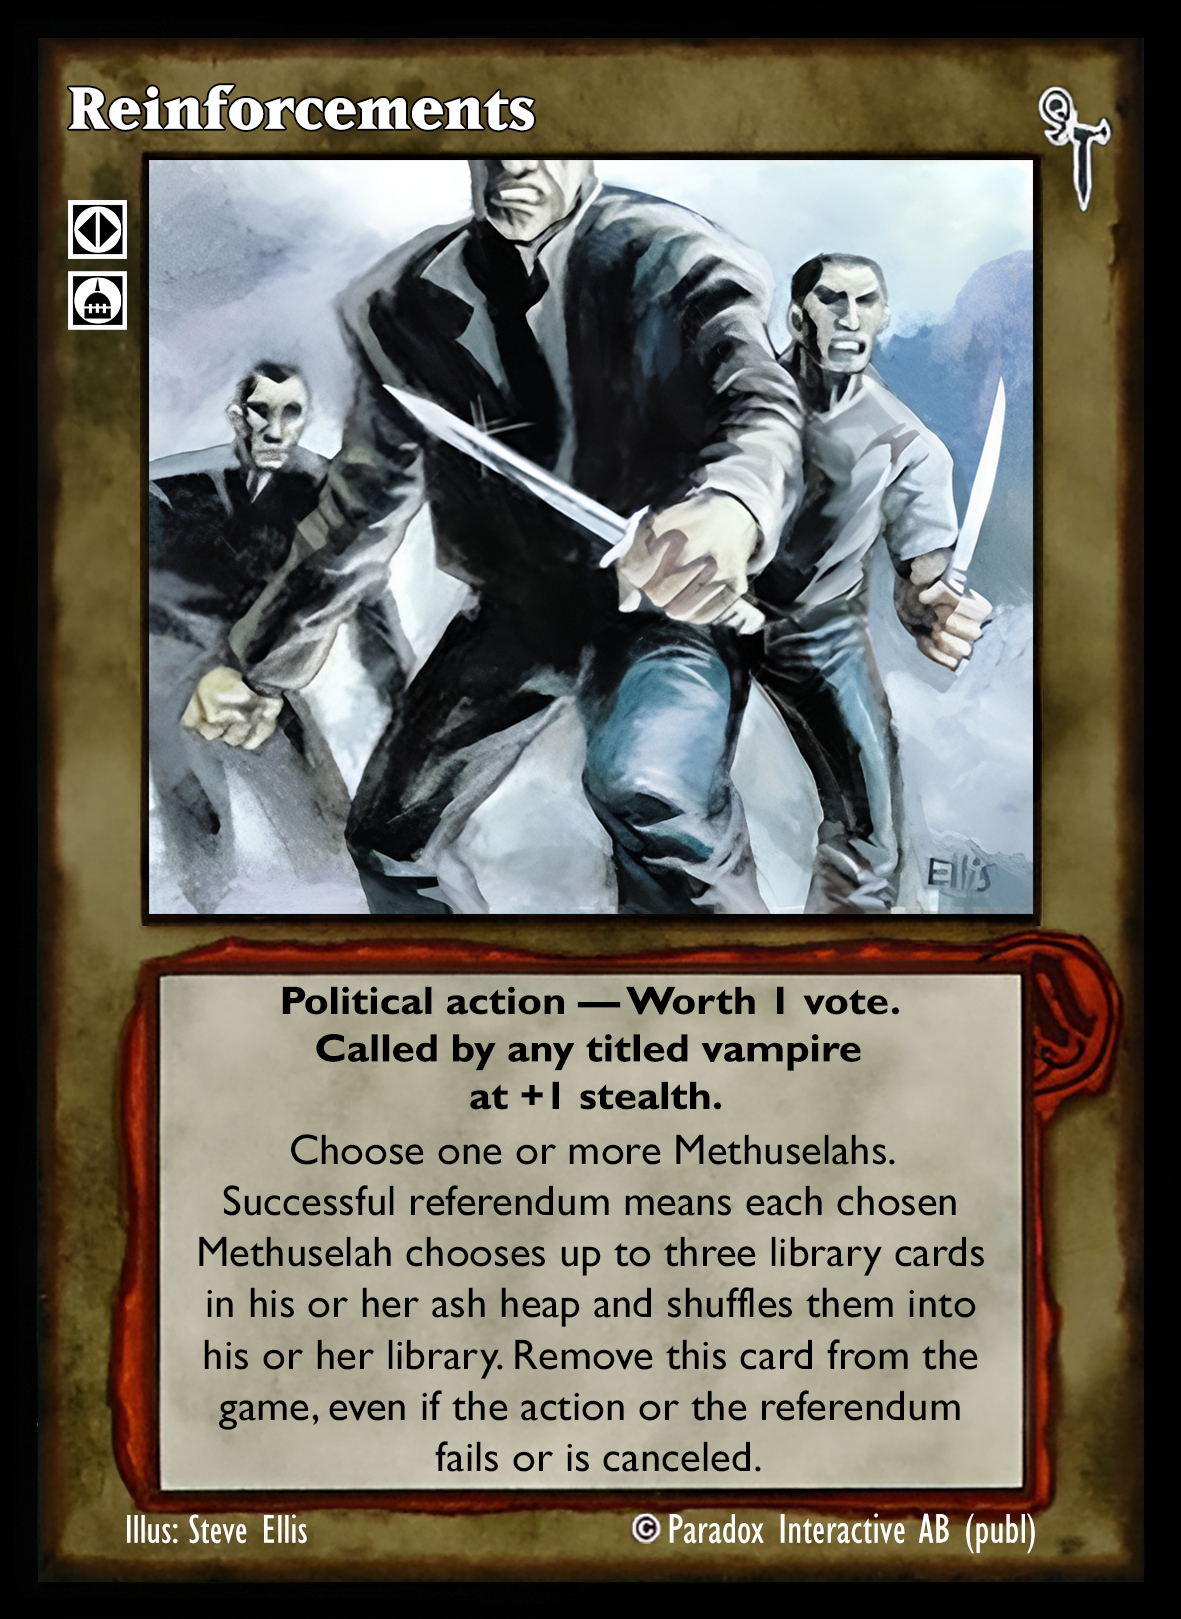 Reinforcements
Ellis
Political action — Worth 1 vote.
Called by any titled vampire
at +1 stealth.
Choose one or more Methuselahs.
Successful referendum means each chosen
Methuselah chooses up to three library cards
in his or her ash heap and shuffles them into
his or her library. Remove this card from the
game, even if the action or the referendum
fails or is canceled.
Illus: Steve Ellis
© Paradox Interactive AB (publ)